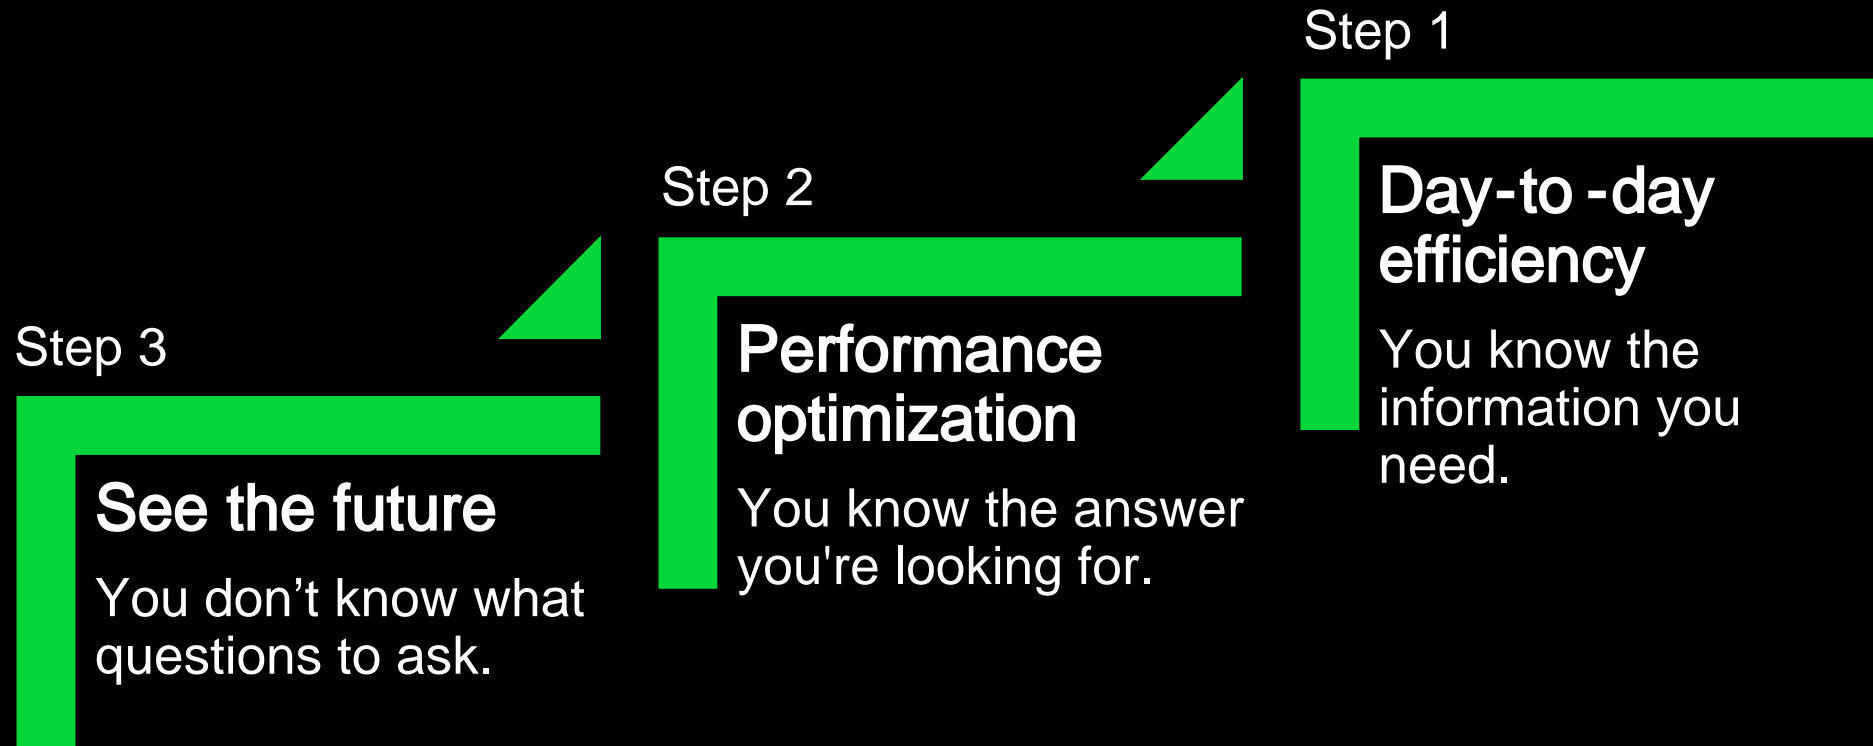 Step 1
Day-to -day
efficiency
You know the
information you
need.
Step 2
Performance
optimization
You know the answer
you're looking for.
Step 3
See the future
You don’t know what
questions to ask.